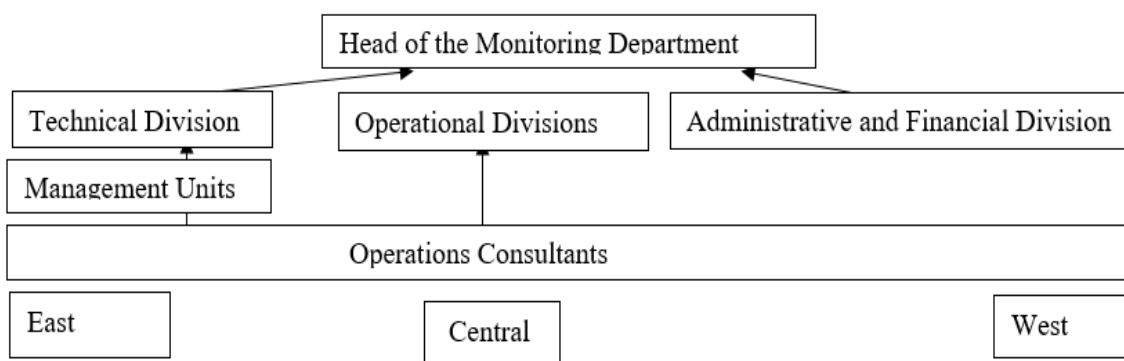 Head of the Monitoring Department
Technical Division
Operational Divisions
Administrative and Financial Division
Management Units
Operations Consultants
East
Central
West